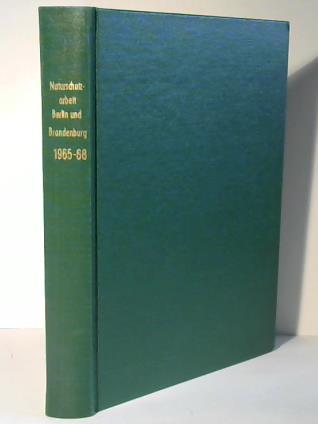 Naturschutz-
arbeit
Berlin und
Brandenburg
1965-68